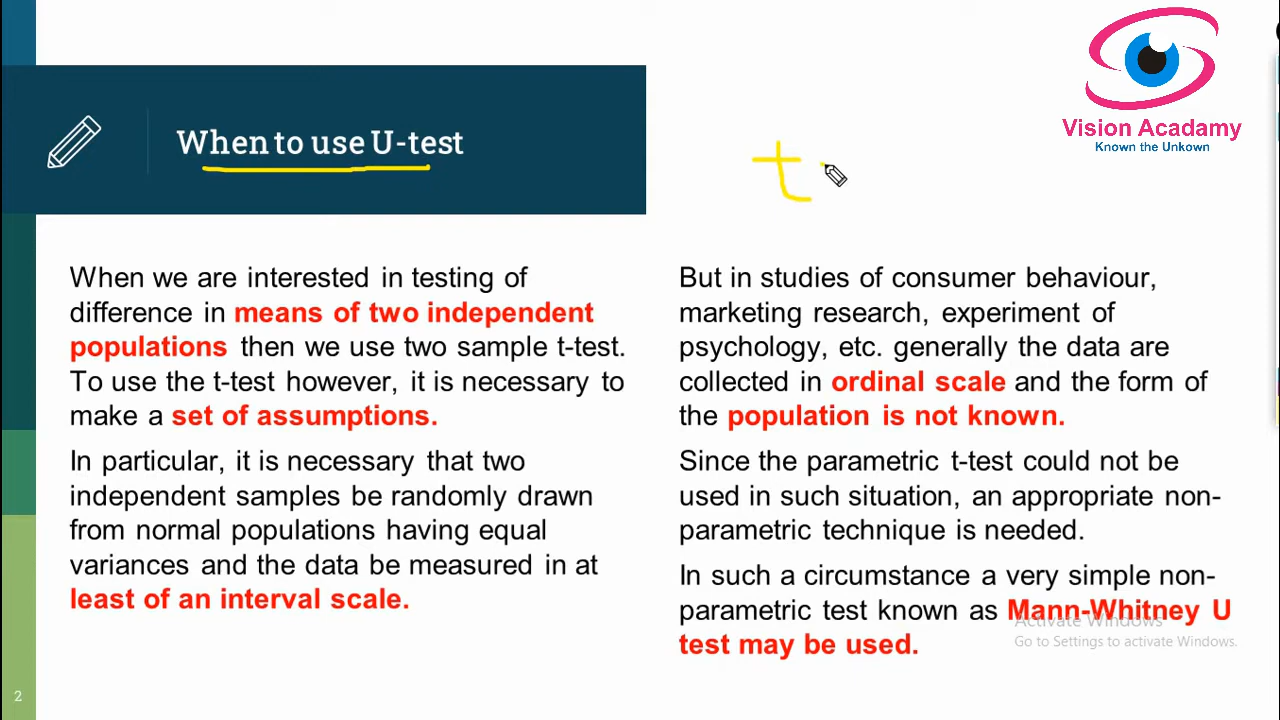 Vision Acadamy
Known the Unkown
When to use U-test
t
When we are interested in testing of
difference in means of two independent
populations then we use two sample t-test.
To use the t-test however, it is necessary to
make a set of assumptions.
In particular, it is necessary that two
independent samples be randomly drawn
from normal populations having equal
variances and the data be measured in at
least of an interval scale.
But in studies of consumer behaviour,
marketing research, experiment of
psychology, etc. generally the data are
collected in ordinal scale and the form of
the population is not known.
Since the parametric t-test could not be
used in such situation, an appropriate non-
parametric technique is needed.
In such a circumstance a very simple non-
parametric test known as Mann-Whitney U
test may be used.
Activate Windows
Go to Settings to activate Windows.
2